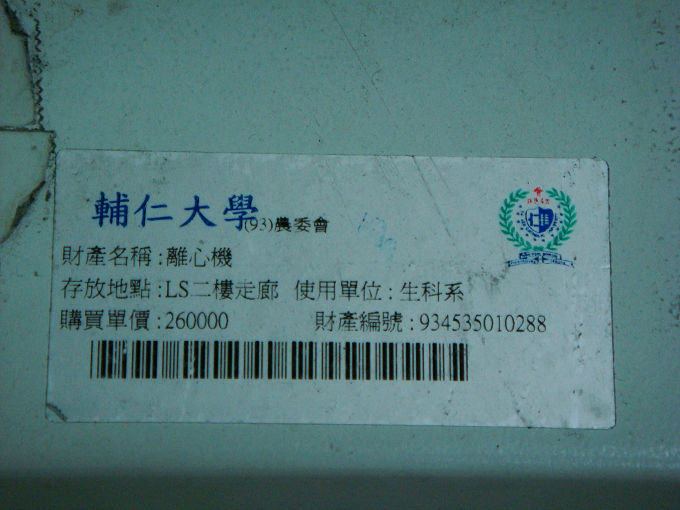 輔仁大學(93)農委會
財產名稱:離心機
存放地點:LS二樓走廊 使用單位:生科系
購買單價:260000 財產編號:934535010288